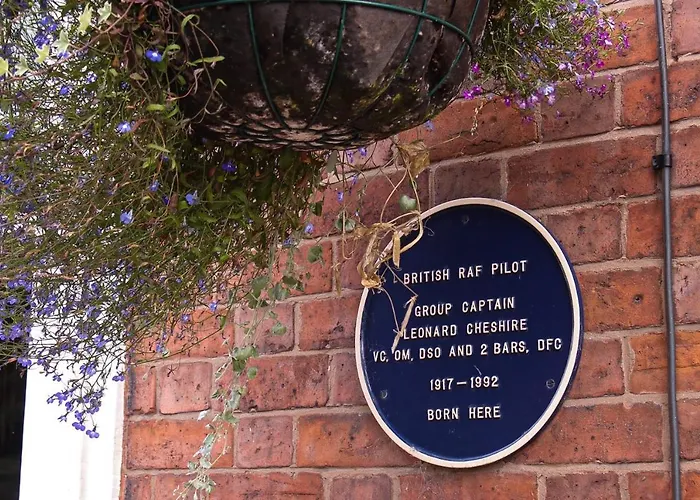 BRITISH RAF PILOT
GROUP CAPTAIN
LEONARD CHESHIRE
VC, OM, DSO AND 2 BARS, DFC
1917-1992
BORN HERE